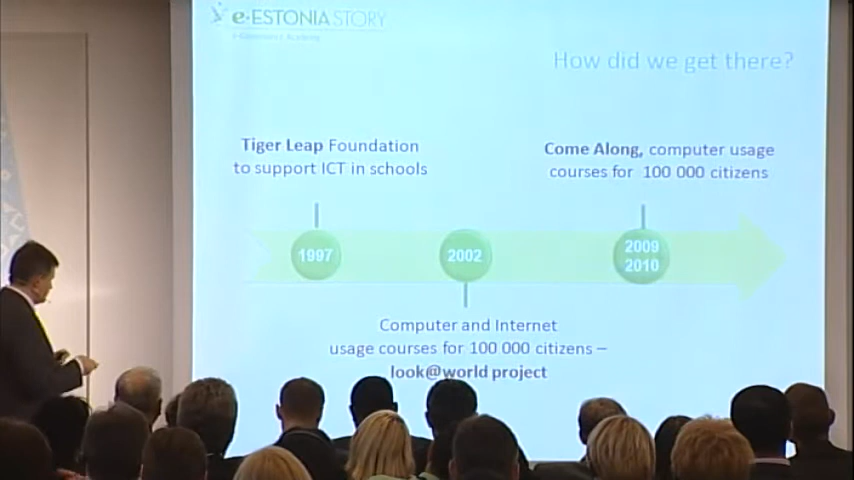 e-ESTONIA STORY
e-Governance Academy
How did we get there?
Tiger Leap Foundation
to support ICT in schools
Come Along, computer usage
courses for 100 000 citizens
1997
2002
2009
2010
Computer and Internet
usage courses for 100 000 citizens –
look@world project